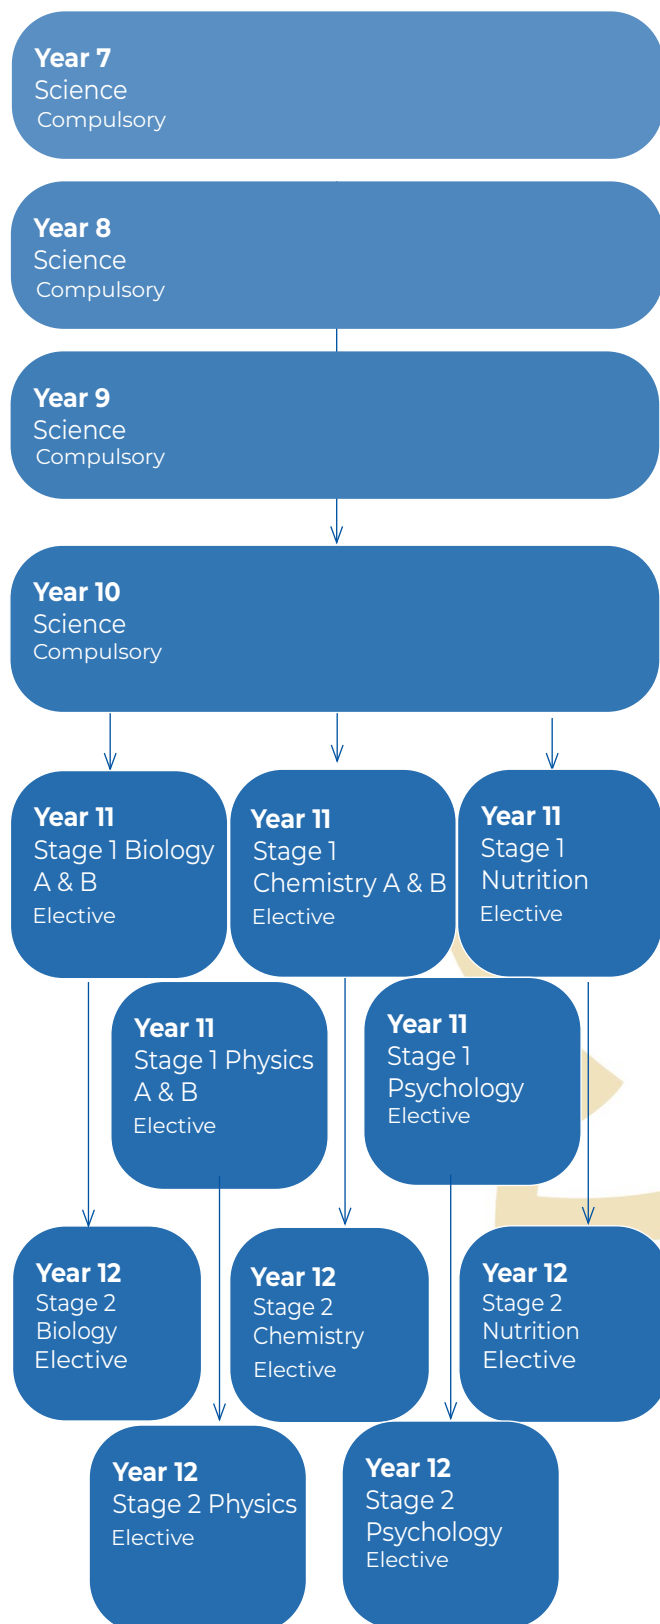 Year 7
Science
Compulsory
Year 8
Science
Compulsory
Year 9
Science
Compulsory
Year 10
Science
Compulsory
Year 11
Stage 1 Biology
A & B
Elective
Year 11
Stage 1
Chemistry A & B
Elective
Year 11
Stage 1
Nutrition
Elective
Year 11
Stage 1 Physics
A & B
Elective
Year 11
Stage 1
Psychology
Elective
Year 12
Stage 2
Biology
Elective
Year 12
Stage 2
Chemistry
Elective
Year 12
Stage 2
Nutrition
Elective
Year 12
Stage 2 Physics
Elective
Year 12
Stage 2
Psychology
Elective